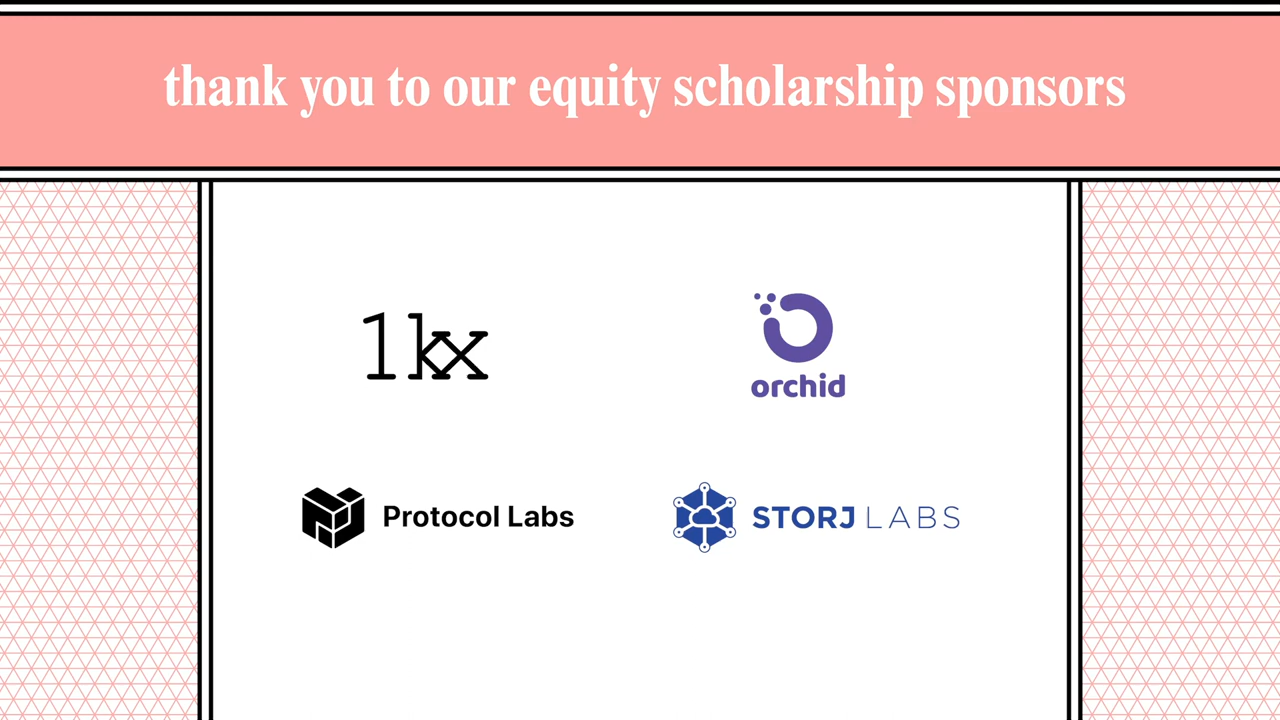 thank you to our equity scholarship sponsors
1kx
orchid
Protocol Labs
STORJ LABS